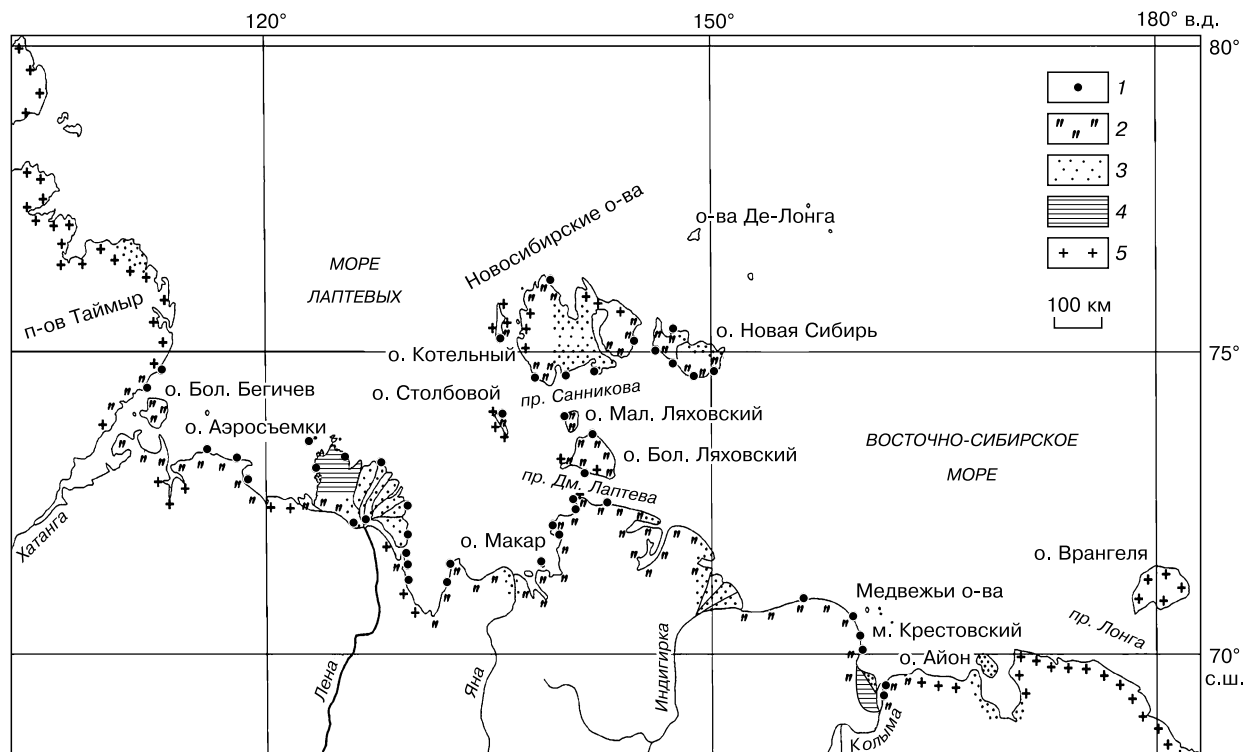 120°
150°
180° в.д.
80°
1
2
3
4
5
100 км
Новосибирские о-ва
о-ва Де-Лонга
МОРЕ
ЛАПТЕВЫХ
п-ов Таймыр
о. Новая Сибирь
75°
о. Котельный
о. Бол. Бегичев
о. Столбовой
пр. Санникова
о. Мал. Ляховский
о. Аэросъемки
ВОСТОЧНО-СИБИРСКОЕ
МОРЕ
о. Бол. Ляховский
пр. Дм. Лаптева
Хатанга
о. Макар
о. Врангеля
Медвежьи о-ва
пр. Лонга
м. Крестовский
о. Айон
70°
с.ш.
Лена
Яна
Индигирка
Колыма